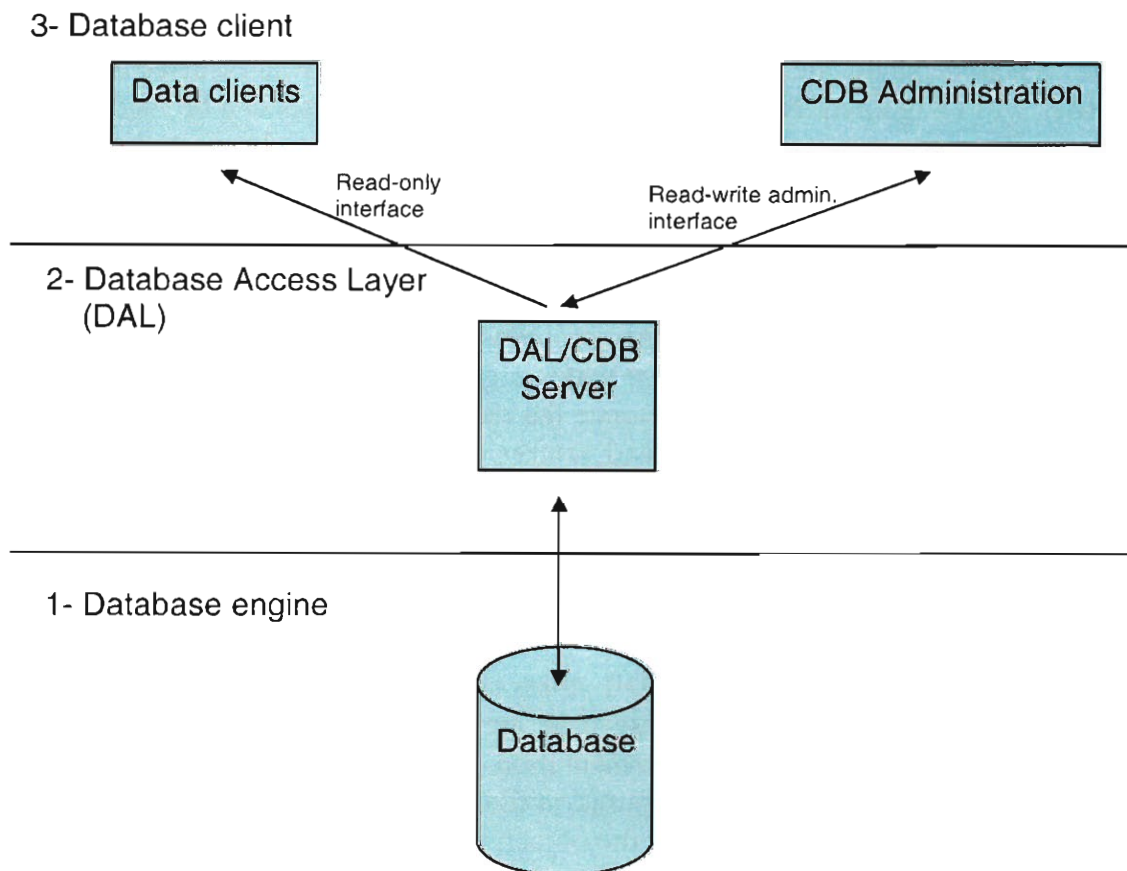 3- Database client
Data clients
CDB Administration
Read-only
interface
Read-write admin.
interface
2- Database Access Layer
(DAL)
DAL/CDB
Server
1- Database engine
Database